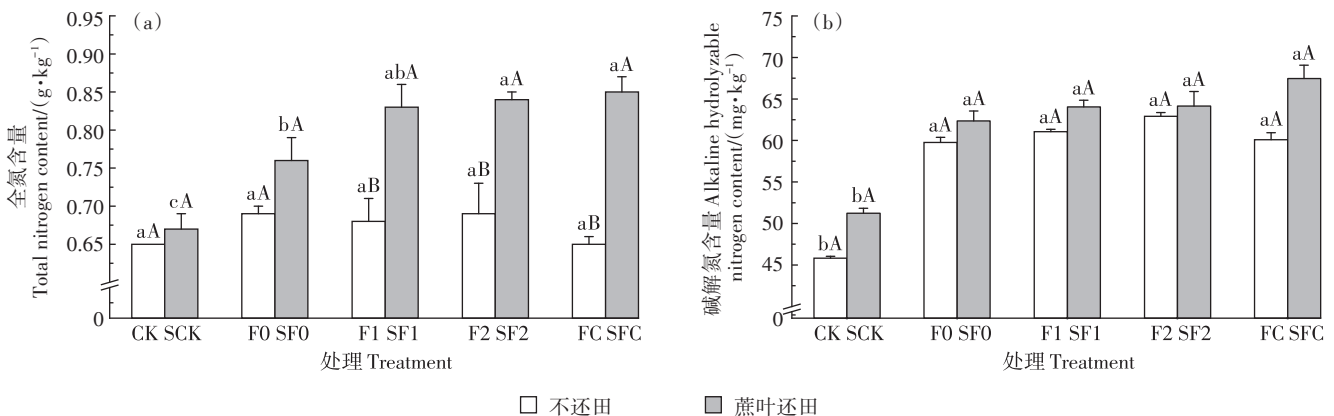 (a)
全氮含量
Total nitrogen content/(g·kg⁻¹)
0.95
0.90
0.85
0.80
0.75
0.70
0.65
0
aA
cA
aA
bA
aB
abA
aB
aA
aB
aA
CK SCK
F0 SF0
F1 SF1
F2 SF2
FC SFC
处理 Treatment
(b)
碱解氮含量 Alkaline hydrolyzable
nitrogen content/(mg·kg⁻¹)
75
70
65
60
55
50
45
0
bA
bA
aA
aA
aA
aA
aA
aA
aA
aA
CK SCK
F0 SF0
F1 SF1
F2 SF2
FC SFC
处理 Treatment
不还田
蔗叶还田